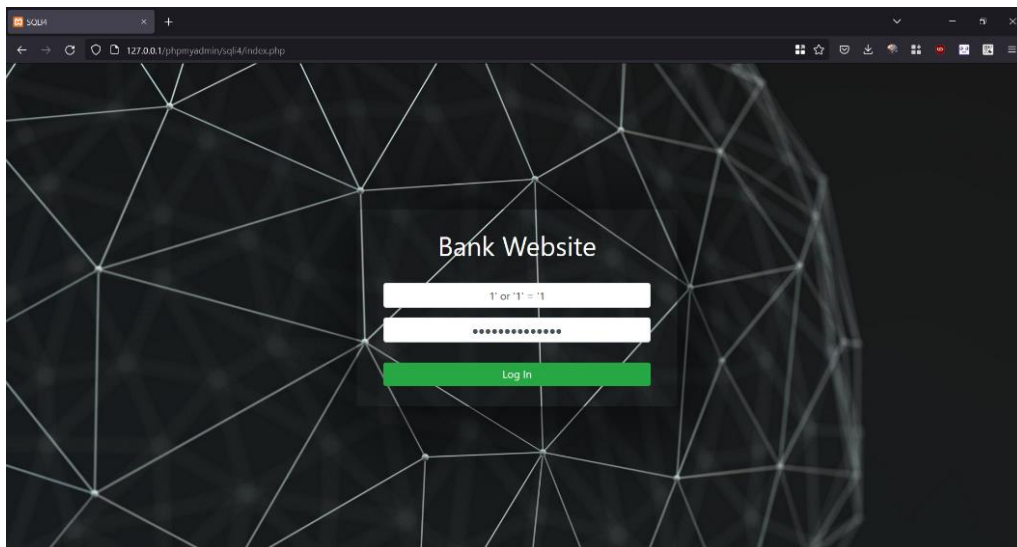 SQLI4
127.0.0.1/phpmyadmin/sqli4/index.php
Bank Website
1' or '1' = '1
Log In